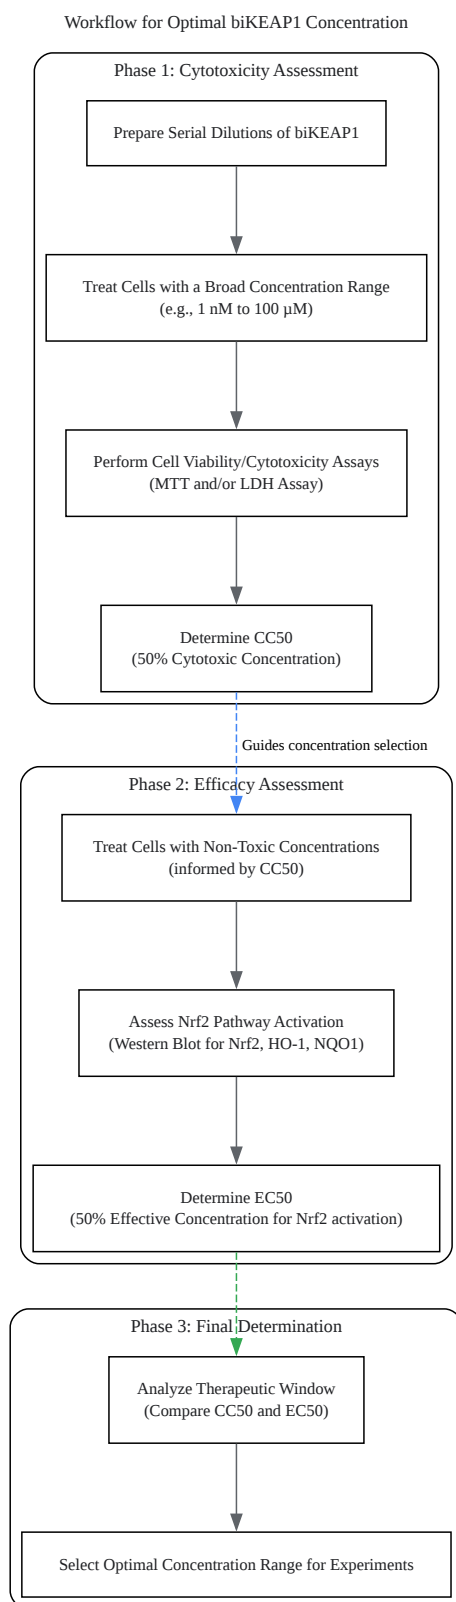 Workflow for Optimal biKEAP1 Concentration
Phase 1: Cytotoxicity Assessment
Prepare Serial Dilutions of biKEAP1
Treat Cells with a Broad Concentration Range
(e.g., 1 nM to 100 µM)
Perform Cell Viability/Cytotoxicity Assays
(MTT and/or LDH Assay)
Determine CC50
(50% Cytotoxic Concentration)
Guides concentration selection
Phase 2: Efficacy Assessment
Treat Cells with Non-Toxic Concentrations
(informed by CC50)
Assess Nrf2 Pathway Activation
(Western Blot for Nrf2, HO-1, NQO1)
Determine EC50
(50% Effective Concentration for Nrf2 activation)
Phase 3: Final Determination
Analyze Therapeutic Window
(Compare CC50 and EC50)
Select Optimal Concentration Range for Experiments